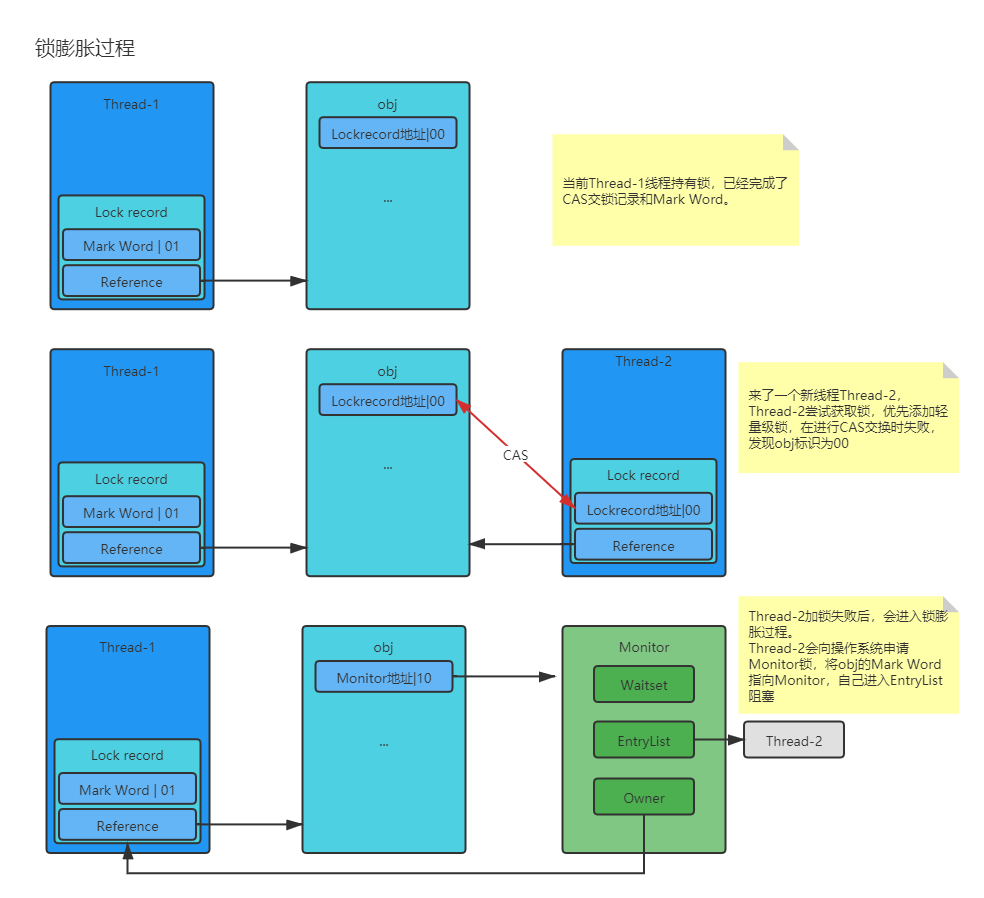 锁膨胀过程
Thread-1
obj
Lockrecord地址|00
...
Lock record
Mark Word | 01
Reference
当前Thread-1线程持有锁，已经完成了
CAS交锁记录和Mark Word。
Thread-1
obj
Lockrecord地址|00
...
Lock record
Mark Word | 01
Reference
CAS
Thread-2
Lock record
Lockrecord地址|00
Reference
来了一个新线程Thread-2，
Thread-2尝试获取锁，优先添加轻
量级锁，在进行CAS交换时失败，
发现obj标识为00
Thread-1
obj
Monitor地址|10
...
Lock record
Mark Word | 01
Reference
Monitor
Waitset
EntryList
Owner
Thread-2
Thread-2加锁失败后，会进入锁膨
胀过程。
Thread-2会向操作系统申请
Monitor锁，将obj的Mark Word
指向Monitor，自己进入EntryList
阻塞